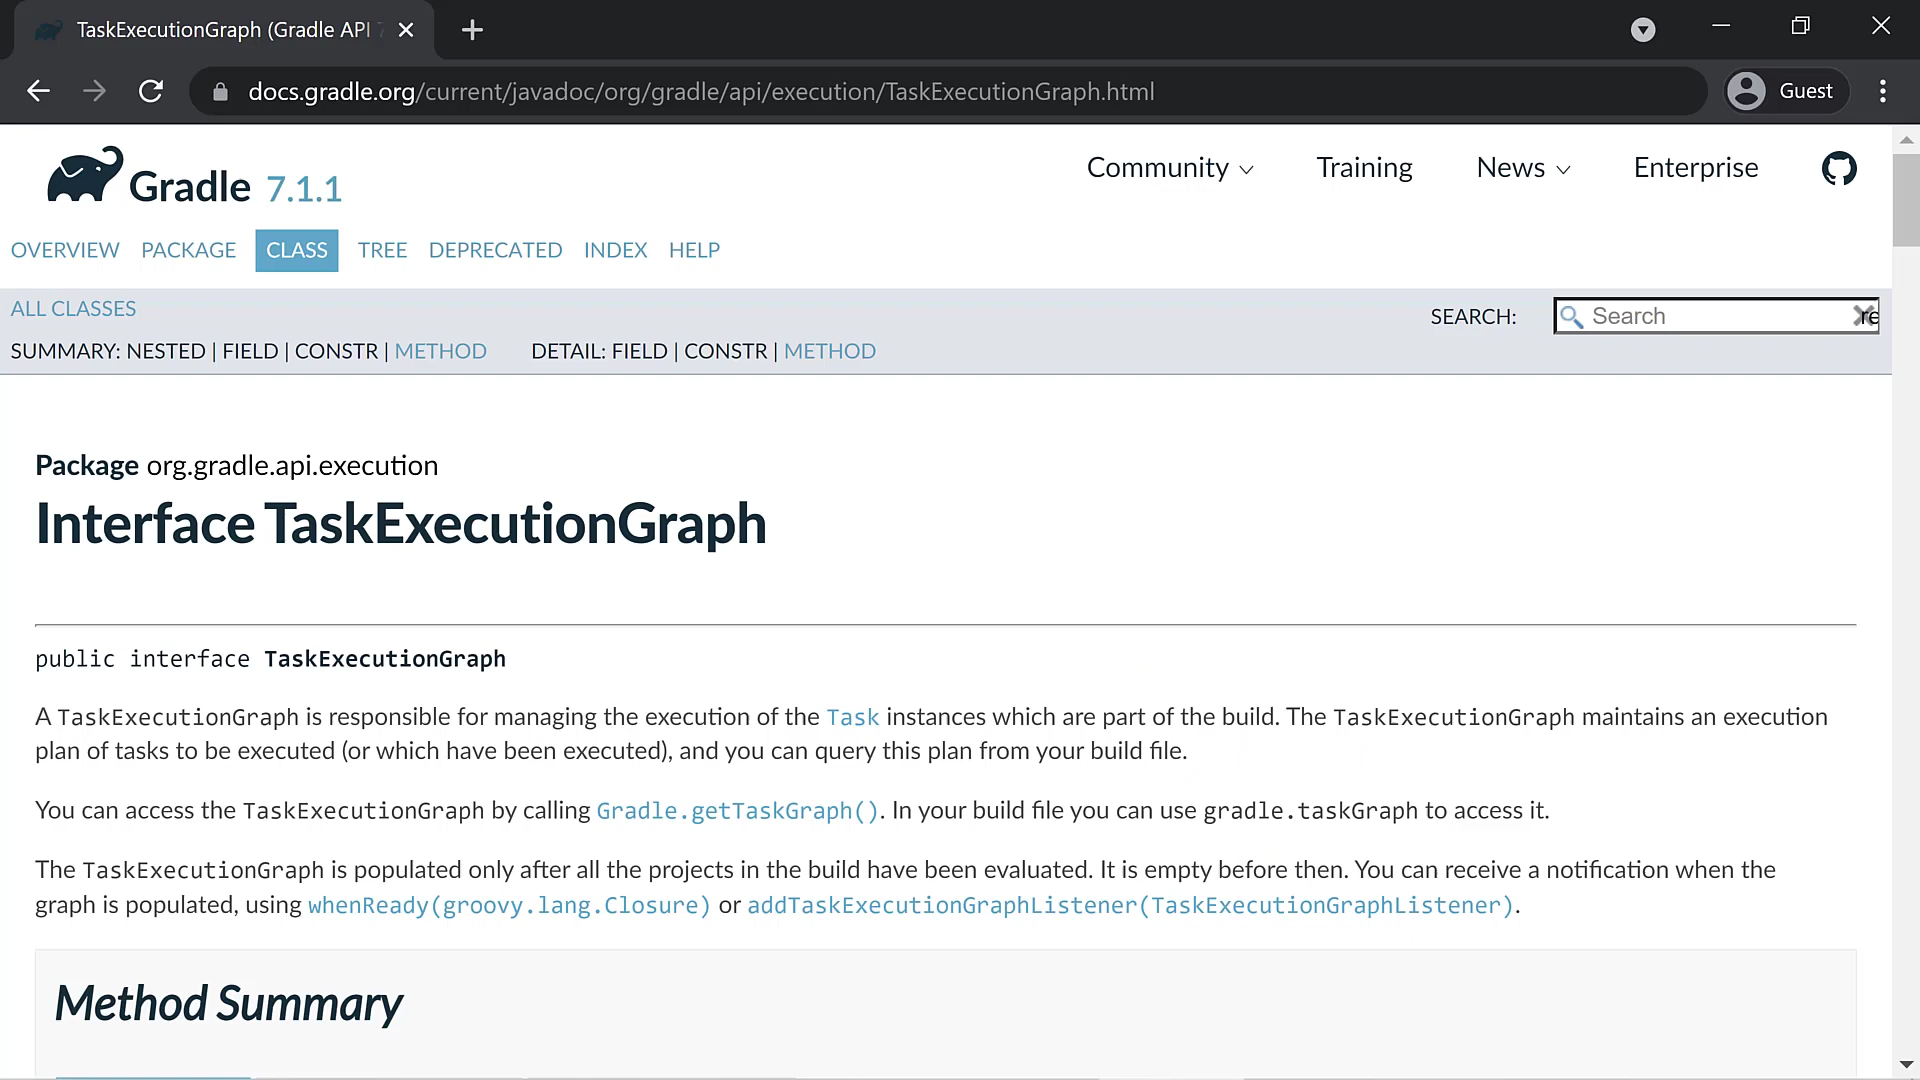 TaskExecutionGraph (Gradle API 7
docs.gradle.org/current/javadoc/org/gradle/api/execution/TaskExecutionGraph.html
Guest
Gradle 7.1.1
Community
Training
News
Enterprise
OVERVIEW PACKAGE CLASS TREE DEPRECATED INDEX HELP
ALL CLASSES
SEARCH:
Search
re
SUMMARY: NESTED | FIELD | CONSTR | METHOD DETAIL: FIELD | CONSTR | METHOD
Package org.gradle.api.execution
Interface TaskExecutionGraph
public interface TaskExecutionGraph
A TaskExecutionGraph is responsible for managing the execution of the Task instances which are part of the build. The TaskExecutionGraph maintains an execution
plan of tasks to be executed (or which have been executed), and you can query this plan from your build file.
You can access the TaskExecutionGraph by calling Gradle.getTaskGraph(). In your build file you can use gradle.taskGraph to access it.
The TaskExecutionGraph is populated only after all the projects in the build have been evaluated. It is empty before then. You can receive a notification when the
graph is populated, using whenReady(groovy.lang.Closure) or addTaskExecutionGraphListener(TaskExecutionGraphListener).
Method Summary